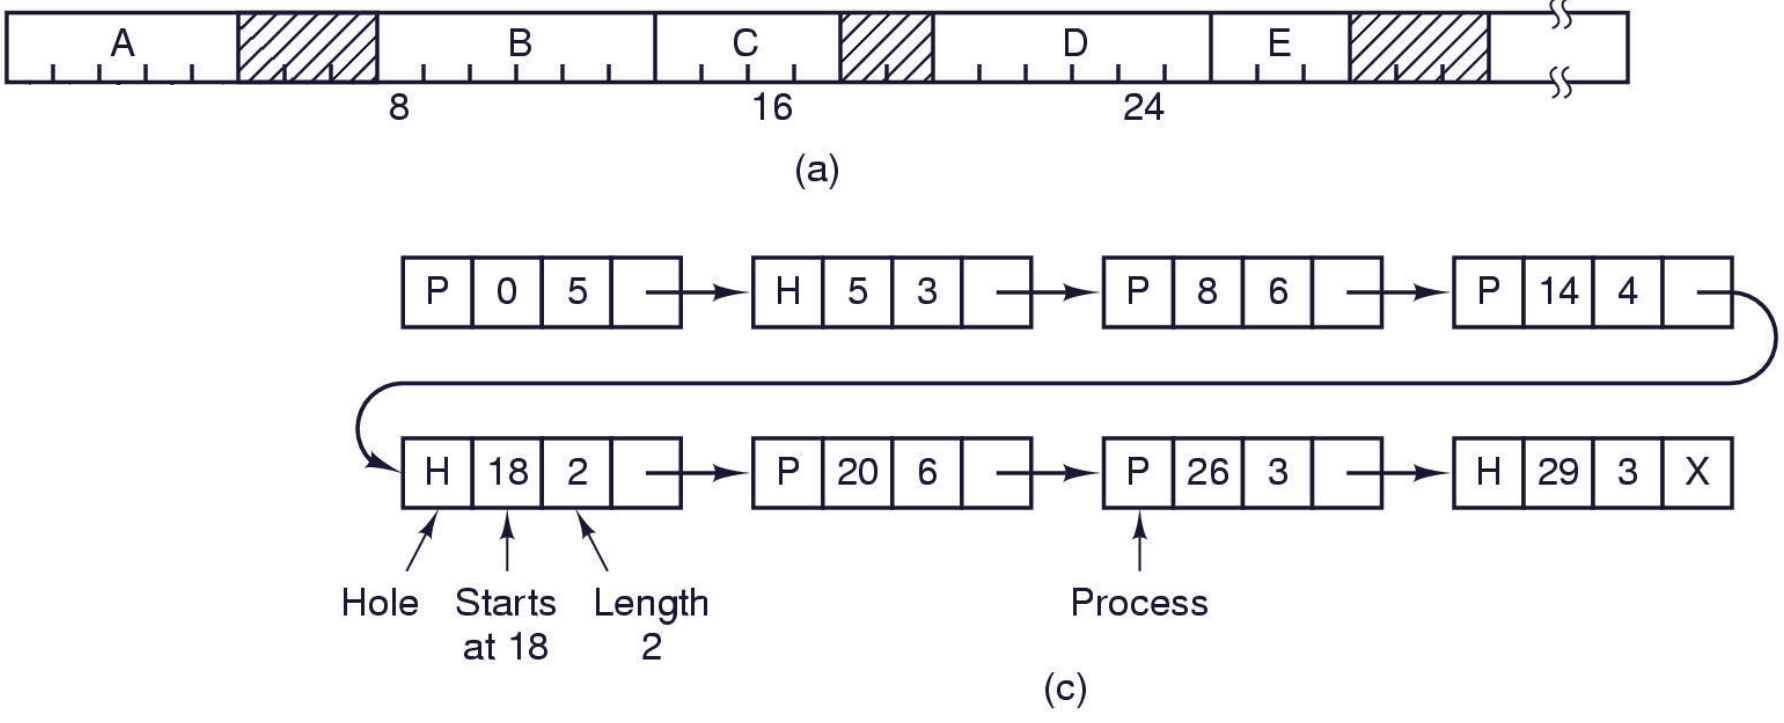 A B C D E
8 16 24
(a)
P 0 5 H 5 3 P 8 6 P 14 4
H 18 2 P 20 6 P 26 3 H 29 3 X
Hole Starts Length Process
at 18 2
(c)